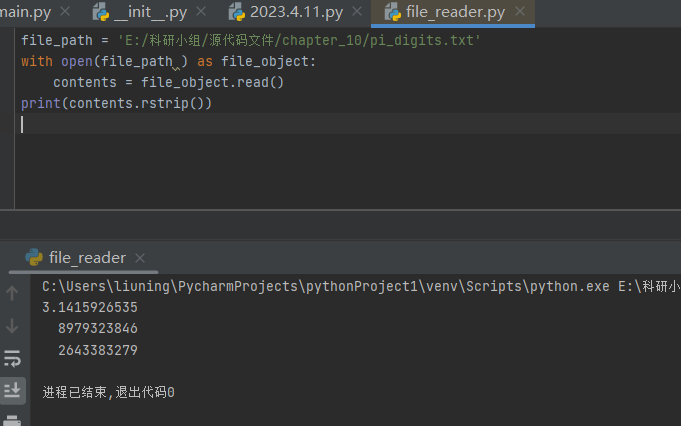 main.py __init__.py 2023.4.11.py file_reader.py
file_path = 'E:/科研小组/源代码文件/chapter_10/pi_digits.txt'
with open(file_path ) as file_object:
    contents = file_object.read()
print(contents.rstrip())
file_reader
C:\Users\liuning\PycharmProjects\pythonProject1\venv\Scripts\python.exe E:\科研小
3.1415926535
  8979323846
  2643383279
进程已结束,退出代码0